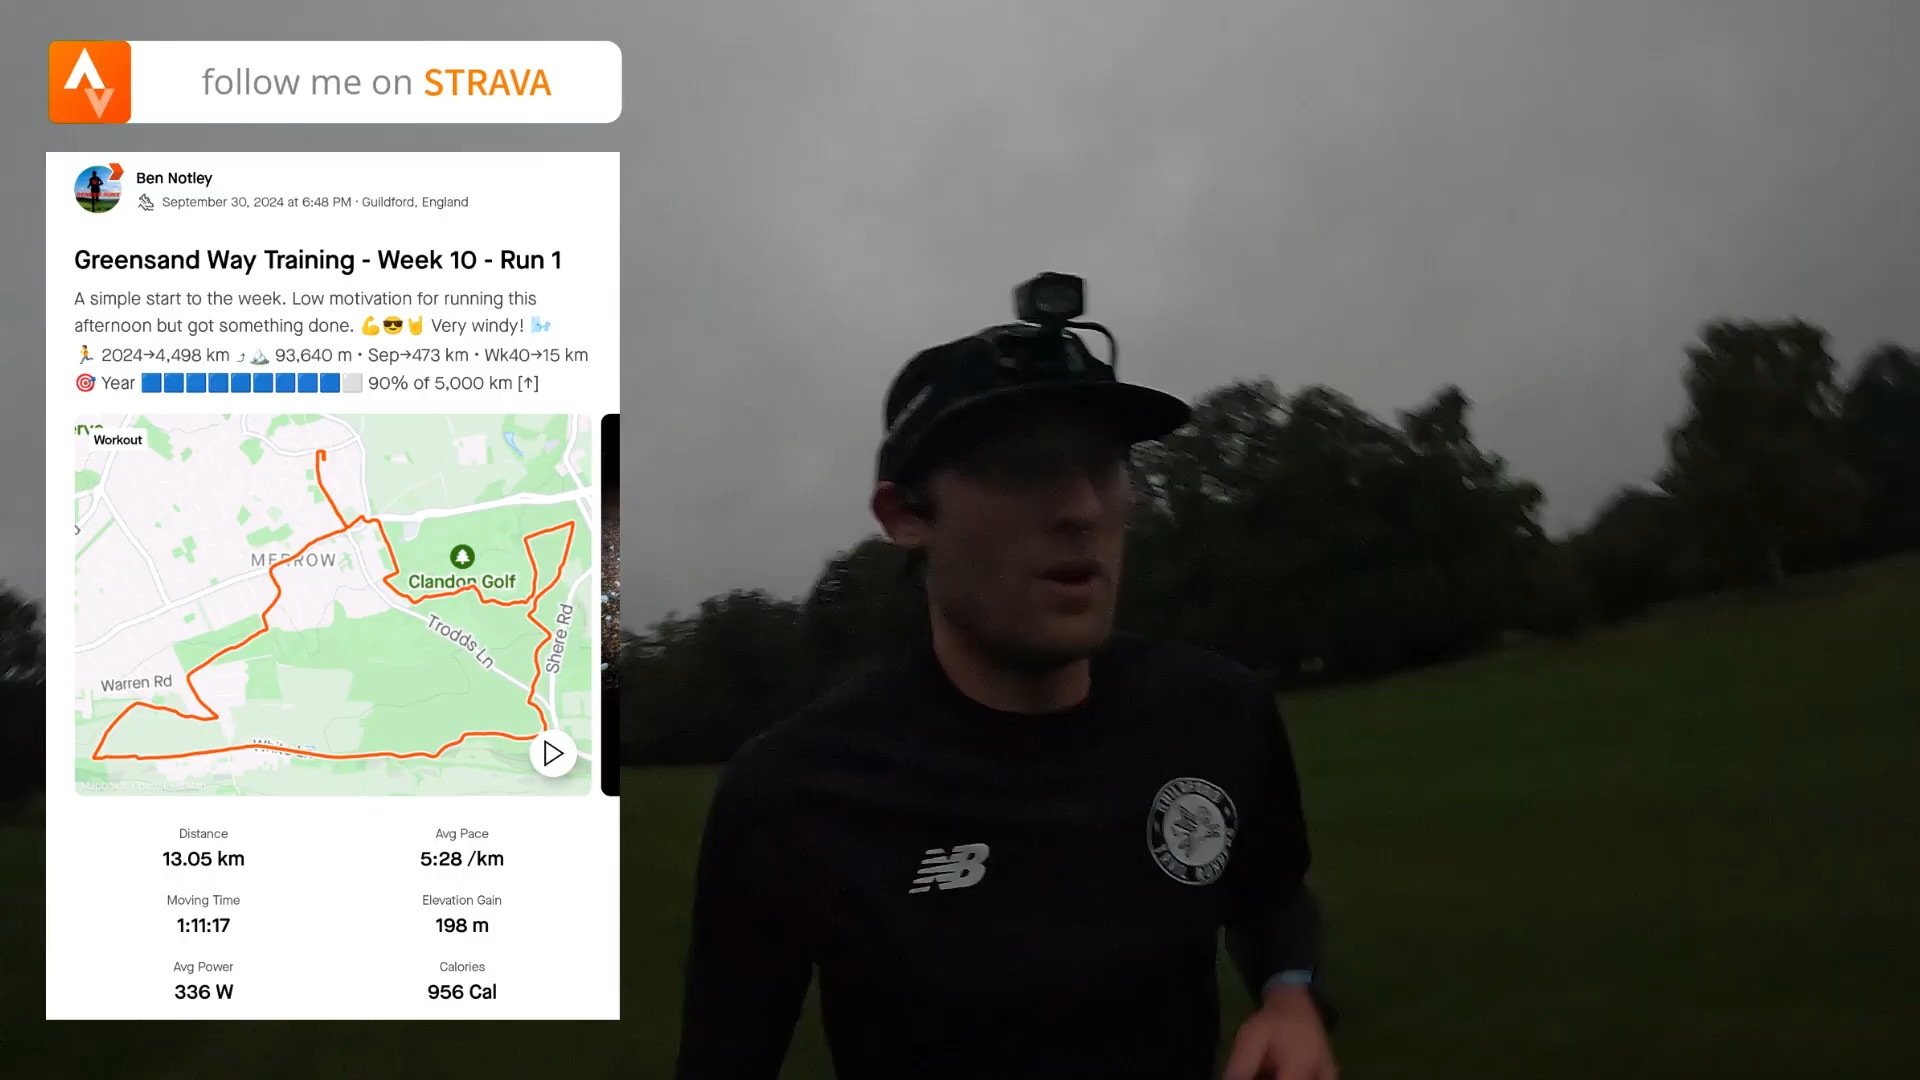 follow me on STRAVA
Ben Notley
September 30, 2024 at 6:48 PM · Guildford, England
Greensand Way Training - Week 10 - Run 1
A simple start to the week. Low motivation for running this
afternoon but got something done. 💪😎🤘 Very windy! 🌬️
🏃 2024→4,498 km ⤴🏔️ 93,640 m • Sep→473 km • Wk40→15 km
🎯 Year 🟦🟦🟦🟦🟦🟦🟦🟦🟦⬜ 90% of 5,000 km [↑]
Workout
MERROW
Clandon Golf
Trodds Ln
Shere Rd
Warren Rd
Distance
13.05 km
Avg Pace
5:28 /km
Moving Time
1:11:17
Elevation Gain
198 m
Avg Power
336 W
Calories
956 Cal
NB